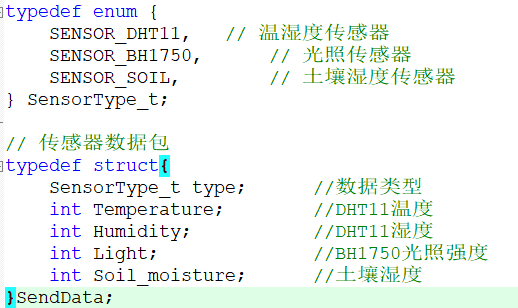 typedef enum {
    SENSOR_DHT11,   // 温湿度传感器
    SENSOR_BH1750,      // 光照传感器
    SENSOR_SOIL,        // 土壤湿度传感器
} SensorType_t;
// 传感器数据包
typedef struct{
    SensorType_t type;      //数据类型
    int Temperature;        //DHT11温度
    int Humidity;           //DHT11湿度
    int Light;              //BH1750光照强度
    int Soil_moisture;      //土壤湿度
}SendData;